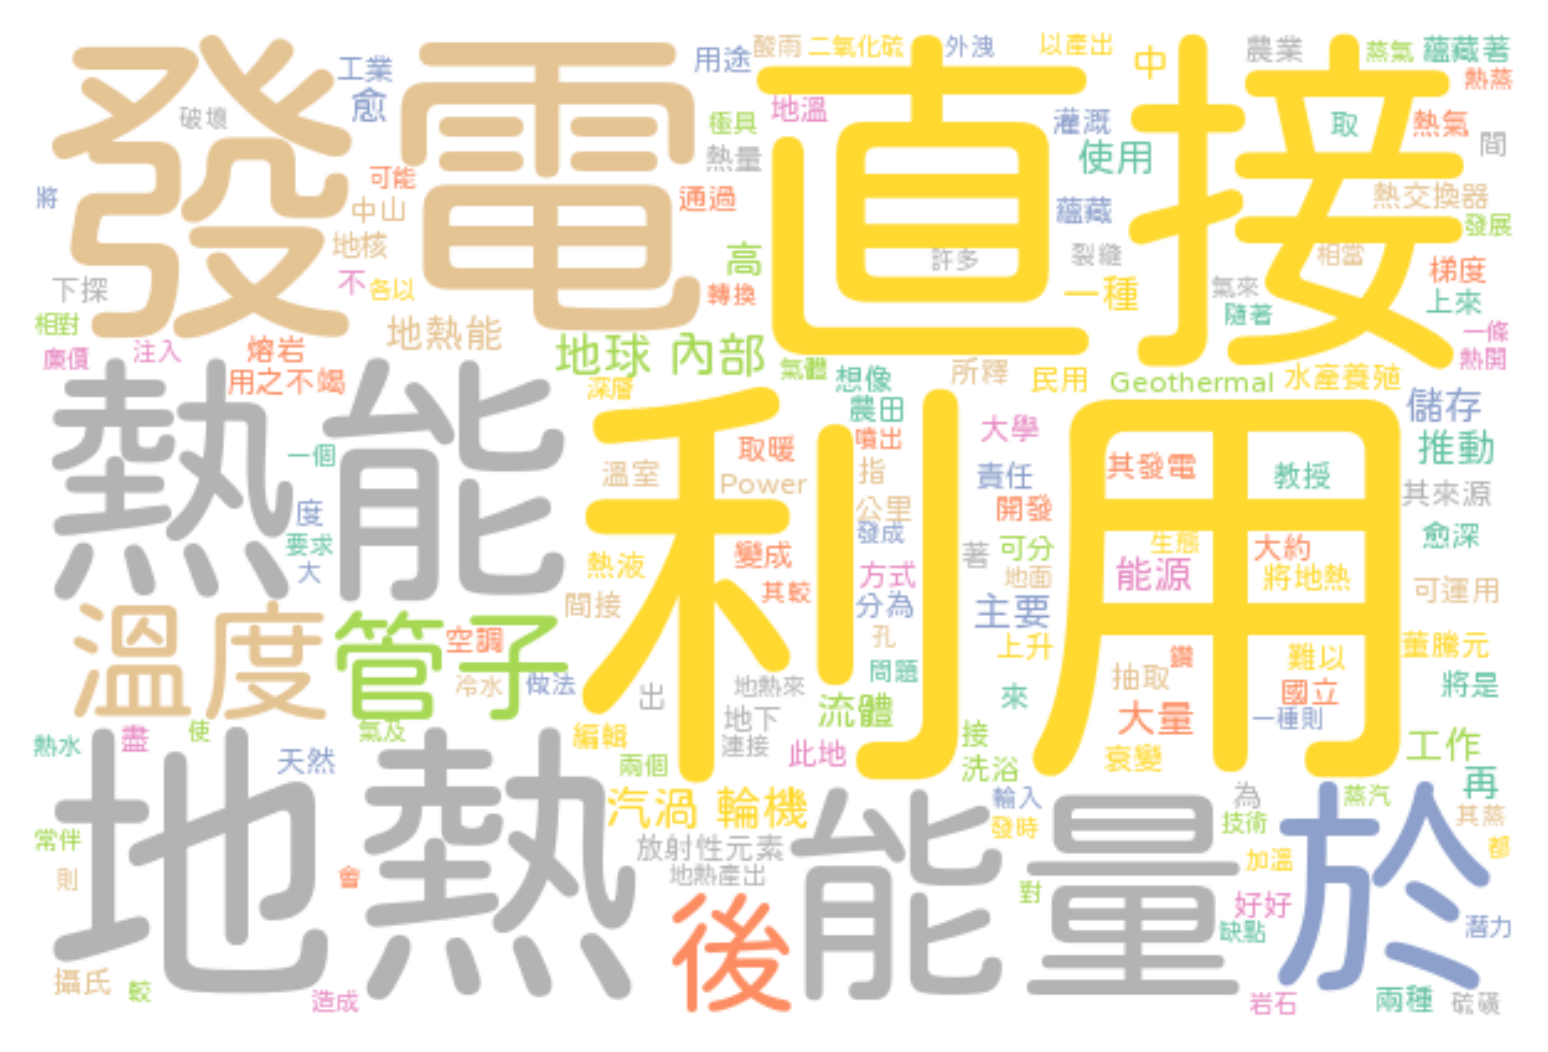 發電
直接
酸雨
二氧化硫
外洩
以產出
用途
中
農業
蒸氣
蘊藏著
工業
熱蒸
愈
地溫
破壞
極具
灌溉
取
熱氣
熱量
使用
間
可能
將
中山
通過
蘊藏
熱交換器
地核
高
許多
裂縫
相當
發展
下探
不
各以
轉換
一種
氣來
梯度
隨著
上來
相對
地熱能
一條
廉價
注入
熔岩
地球 內部
熱開
用之不竭
深層
氣體
想像
所釋
民用
Geothermal
水產養殖
熱能
利用
農田
儲存
大學
噴出
推動
一個
取暖
溫室
Power
指
責任
其發電
教授
其來源
度
公里
開發
發成
愈深
要求
大
熱液
變成
著
可分
生態
大約
方式
地面
能源
將地熱
間接
其較
分為
主要
可運用
溫度
管子
空調
孔
上升
鑽
難以
董騰元
冷水
做法
出
地熱來
問題
來
抽取
國立
將是
流體
地下
大量
一種則
熱水
盡
使
氣及
編輯
連接
此地
接
工作
天然
兩個
洗浴
衰變
再
地熱
能量
於
汽渦 輪機
輸入
為
蒸汽
發時
技術
其蒸
常伴
放射性元素
都
加溫
則
會
地熱產出
對
好好
後
缺點
潛力
攝氏
較
造成
岩石
兩種
硫磺